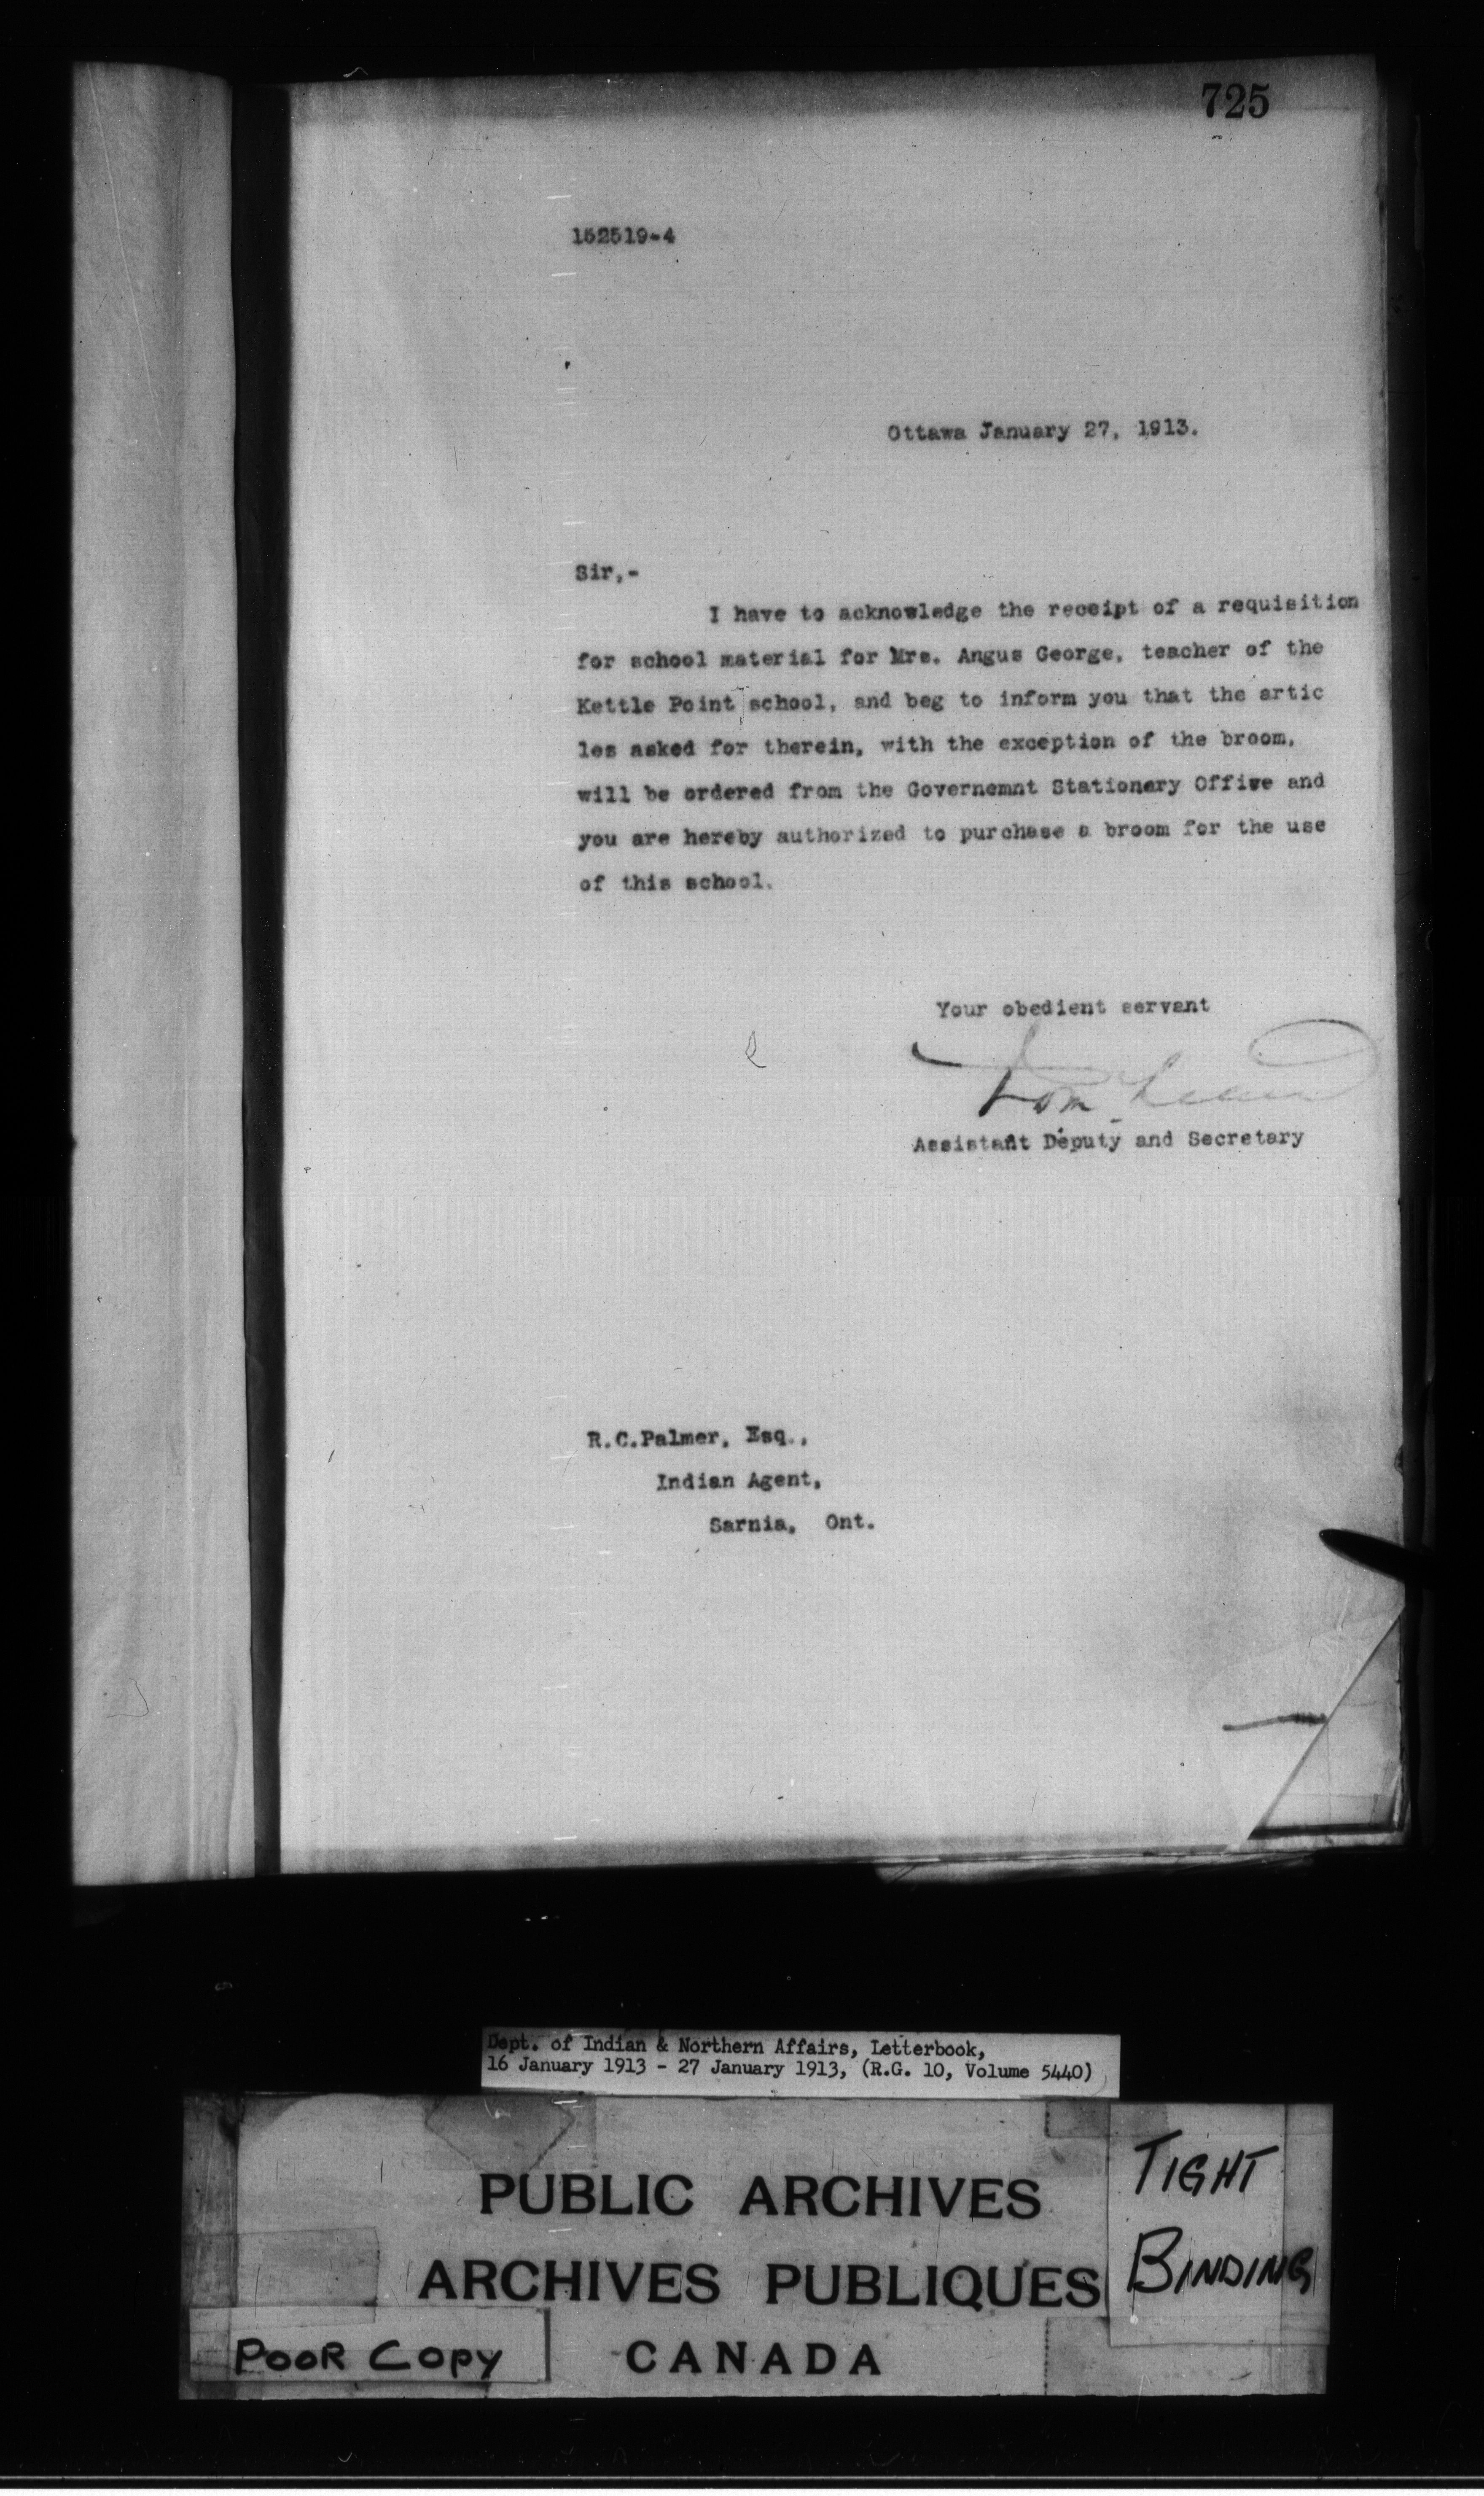 725
152519-4
Ottawa January 27, 1913.
Sir,-
I have to acknowledge the receipt of a requisition
for school material for Mrs. Angus George, teacher of the
Kettle Point school, and beg to inform you that the artic
les asked for therein, with the exception of the broom,
will be ordered from the Governemnt Stationery Offive and
you are hereby authorized to purchase a broom for the use
of this school.
Your obedient servant
Assistant Deputy and Secretary
R.C.Palmer, Esq.,
Indian Agent,
Sarnia, Ont.
Dept. of Indian & Northern Affairs, Letterbook,
16 January 1913 - 27 January 1913, (R.G. 10, Volume 5440)
PUBLIC ARCHIVES
ARCHIVES PUBLIQUES
CANADA
TIGHT
BINDING
POOR COPY